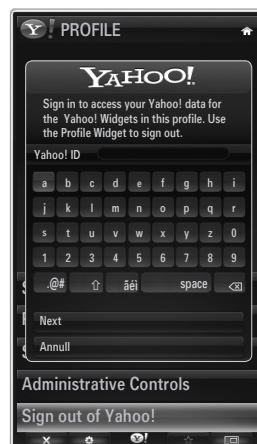 Y! PROFILE
YAHOO!
Sign in to access your Yahoo! data for
the Yahoo! Widgets in this profile. Use
the Profile Widget to sign out.
Yahoo! ID
a b c d e f g h i
j k l m n o p q r
s t u v w x y z 0
1 2 3 4 5 6 7 8 9
.@# ⇧ ãéi space ⌫
Next
Annull
Administrative Controls
Sign out of Yahoo!
Y!